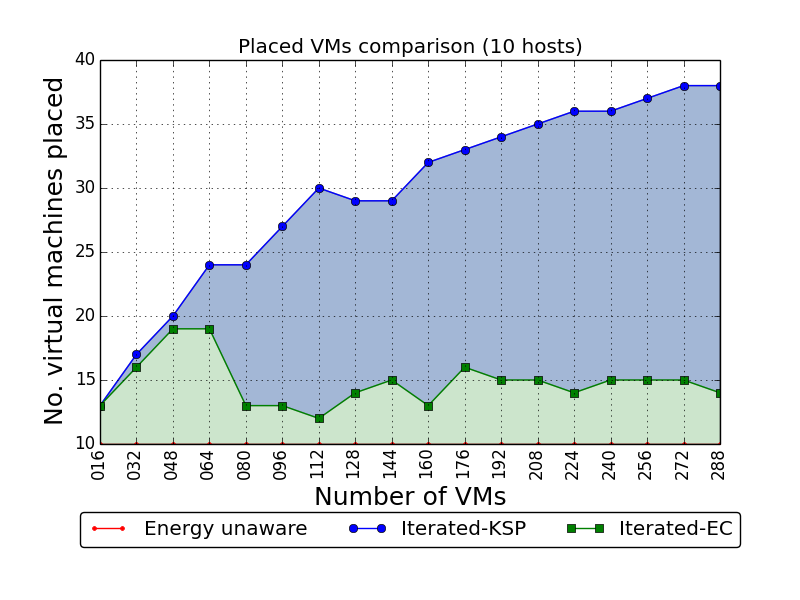 Placed VMs comparison (10 hosts)
No. virtual machines placed
40
35
30
25
20
15
10
016 032 048 064 080 096 112 128 144 160 176 192 208 224 240 256 272 288
Number of VMs
Energy unaware Iterated-KSP Iterated-EC